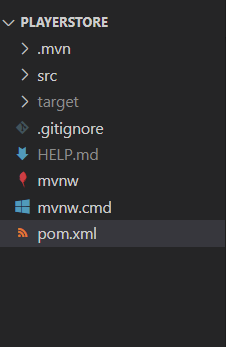 PLAYERSTORE
.mvn
src
target
.gitignore
HELP.md
mvnw
mvnw.cmd
pom.xml